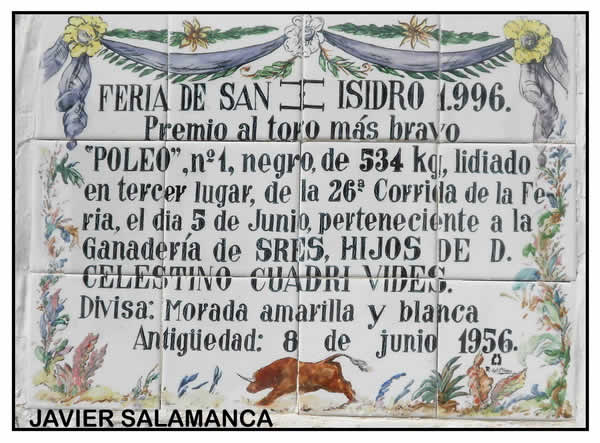 FERIA DE SAN ISIDRO 1.996.
Premio al toro más bravo
"POLEO", nº 1, negro, de 534 kg, lidiado
en tercer lugar, de la 26ª Corrida de la Fe-
ria, el dia 5 de Junio, perteneciente a la
Ganadería de SRES, HIJOS DE D.
CELESTINO CUADRI VIDES.
Divisa: Morada amarilla y blanca
Antigüedad: 8 de junio 1956.
JAVIER SALAMANCA